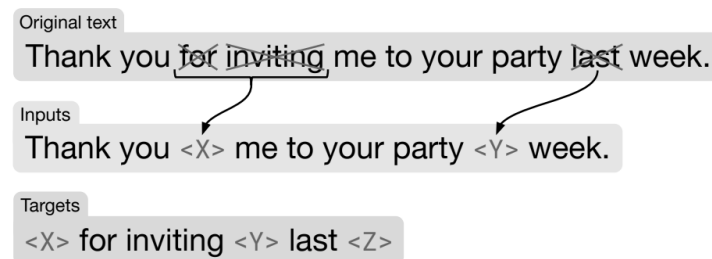 Original text
Thank you for inviting me to your party last week.
Inputs
Thank you <X> me to your party <Y> week.
Targets
<X> for inviting <Y> last <Z>